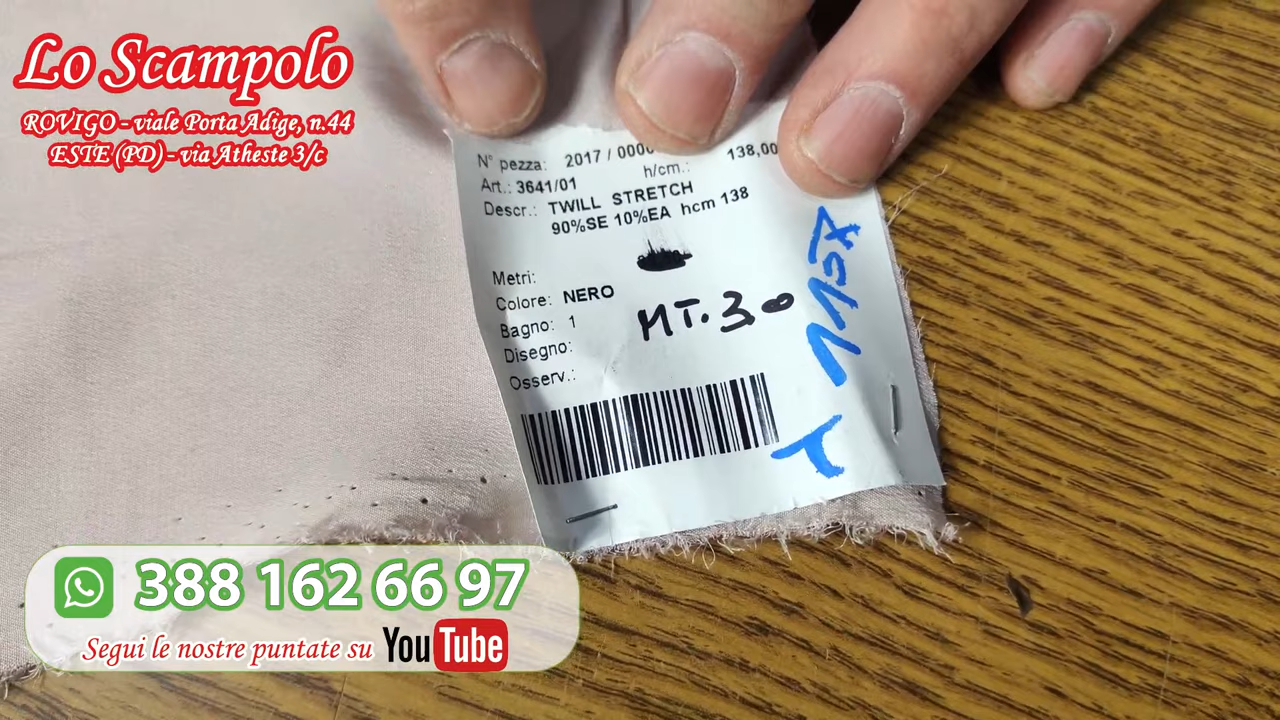 Lo Scampolo
ROVIGO - viale Porta Adige, n.44
ESTE (PD) - via Atheste 3/c
N° pezza: 2017 / 0000
h/cm.: 138,00
Art.: 3641/01
Descr.: TWILL STRETCH
90%SE 10%EA hcm 138
Metri:
Colore: NERO
MT. 3.0
Bagno: 1
Disegno:
Osserv.:
388 162 66 97
Segui le nostre puntate su YouTube